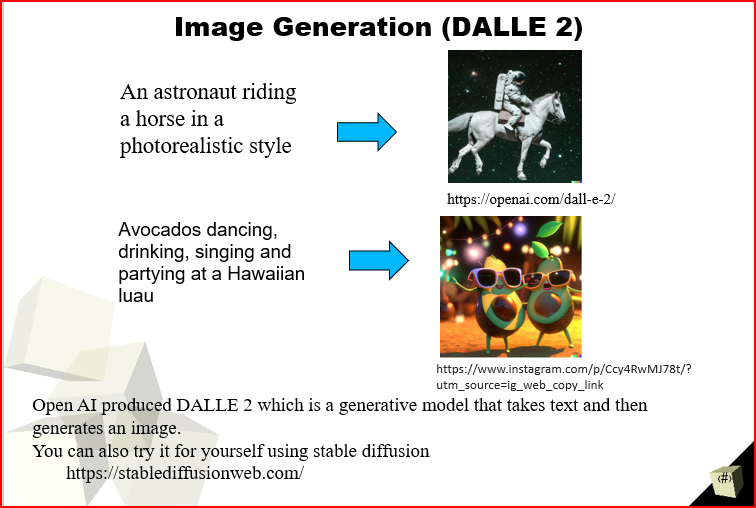 Image Generation (DALLE 2)
An astronaut riding
a horse in a
photorealistic style
https://openai.com/dall-e-2/
Avocados dancing,
drinking, singing and
partying at a Hawaiian
luau
https://www.instagram.com/p/Ccy4RwMJ78t/?
utm_source=ig_web_copy_link
Open AI produced DALLE 2 which is a generative model that takes text and then
generates an image.
You can also try it for yourself using stable diffusion
https://stablediffusionweb.com/
‹#›